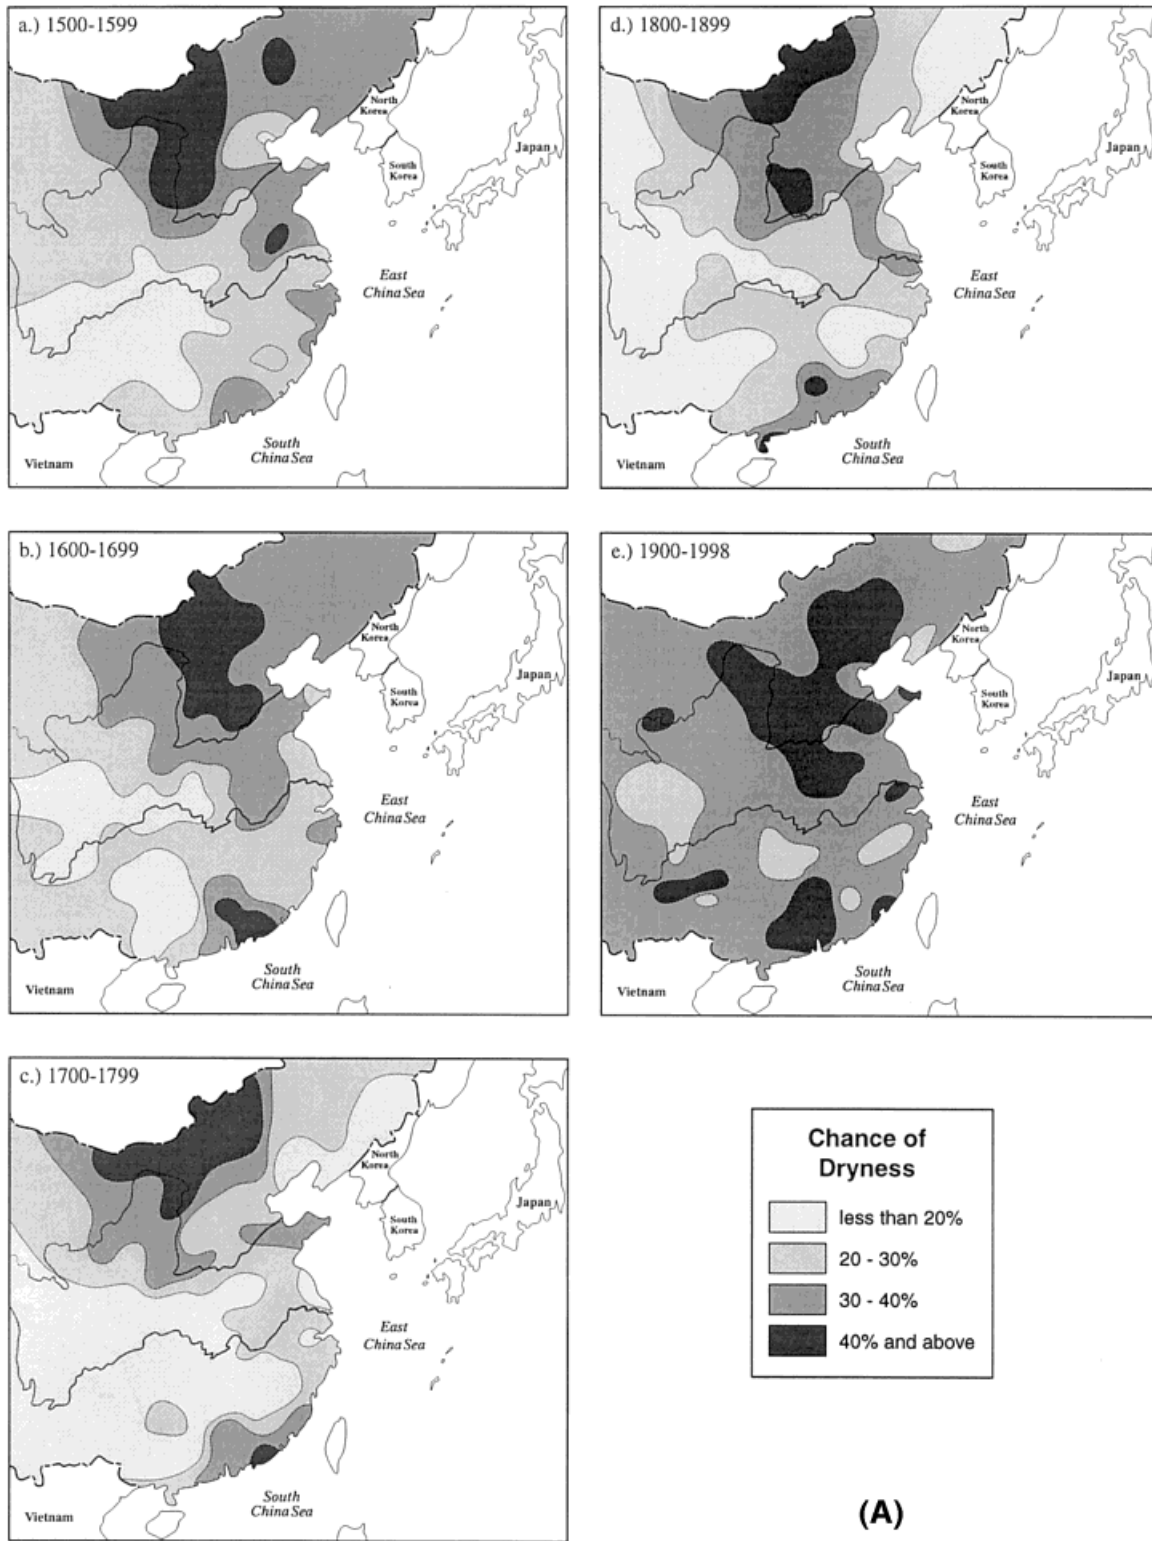 a.) 1500-1599
North
Korea
South
Korea
Japan
East
China Sea
South
China Sea
Vietnam
d.) 1800-1899
North
Korea
South
Korea
Japan
East
China Sea
South
China Sea
Vietnam
b.) 1600-1699
North
Korea
South
Korea
Japan
East
China Sea
South
China Sea
Vietnam
e.) 1900-1998
North
Korea
South
Korea
Japan
East
China Sea
South
China Sea
Vietnam
c.) 1700-1799
North
Korea
South
Korea
Japan
East
China Sea
South
China Sea
Vietnam
Chance of
Dryness
less than 20%
20 - 30%
30 - 40%
40% and above
(A)